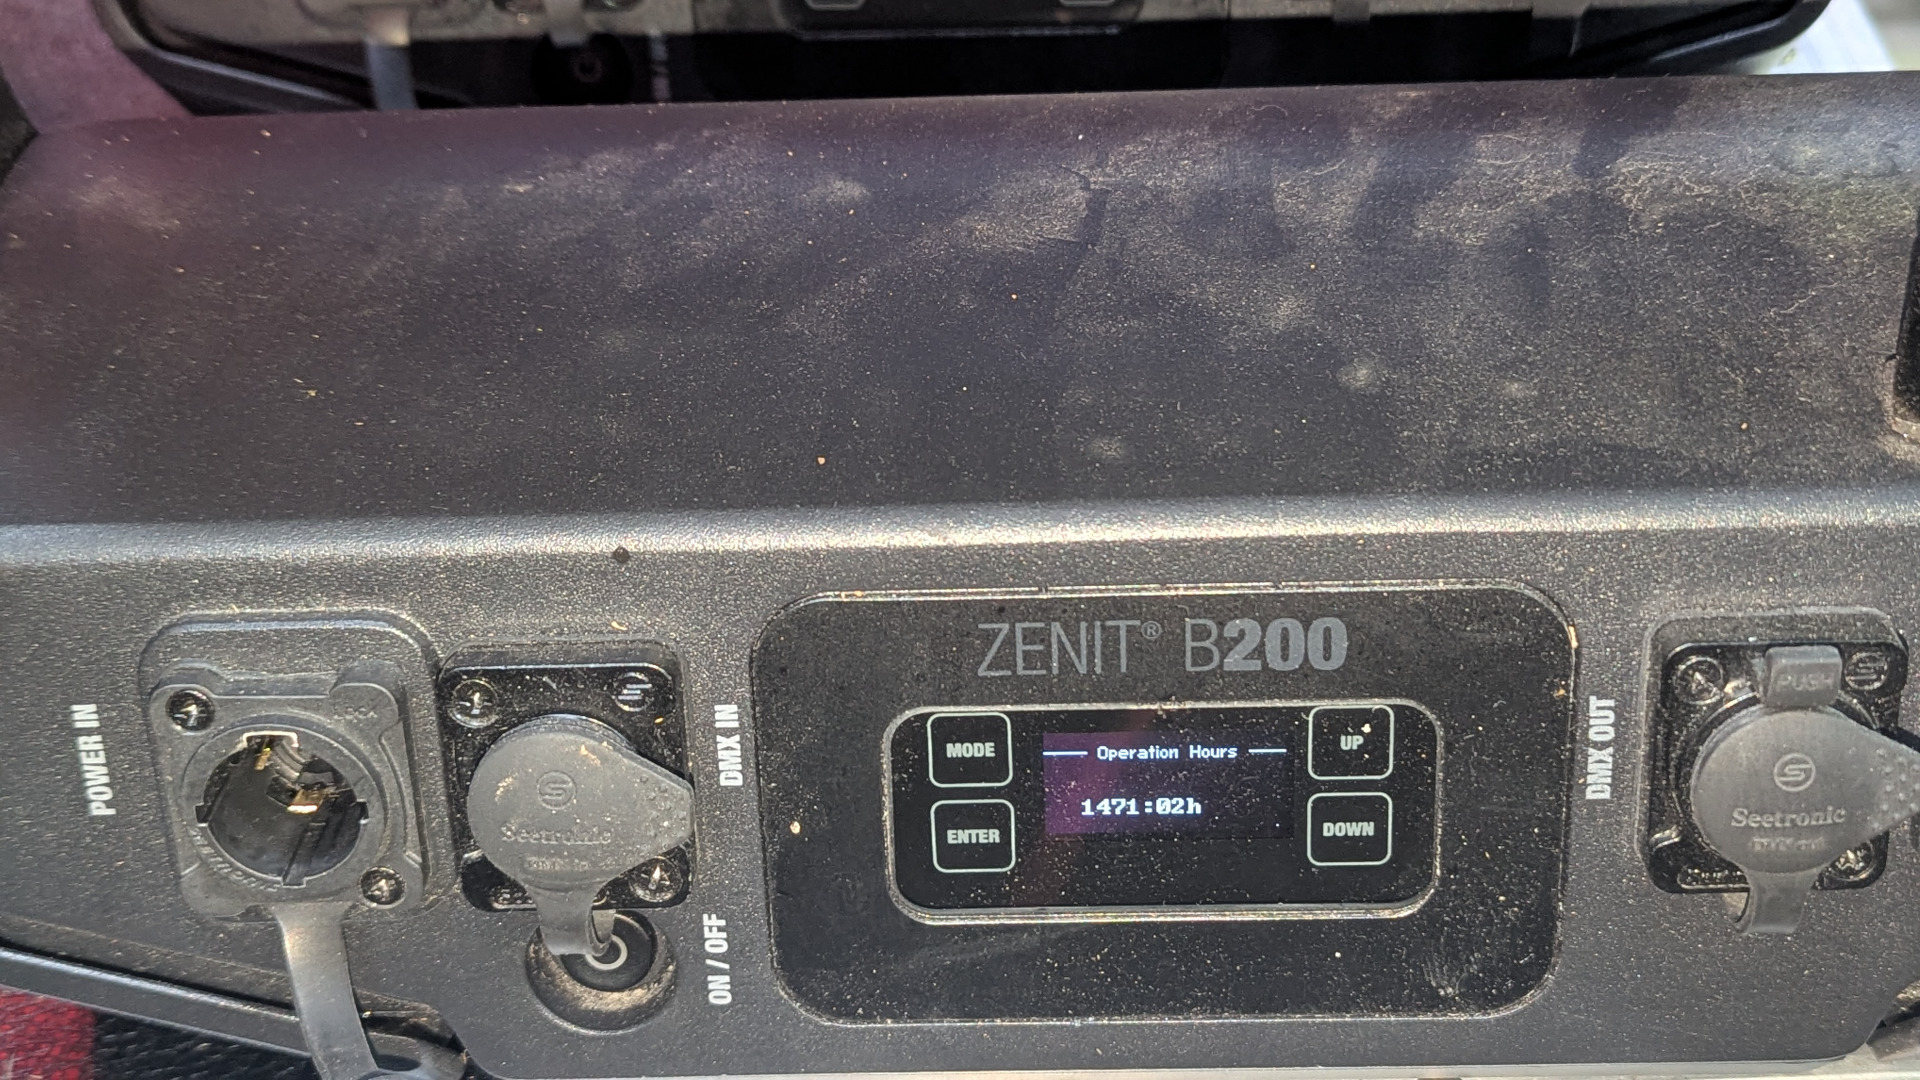 ZENIT® B200
POWER IN
DMX IN
MODE
Operation Hours
UP
DMX OUT
PUSH
1471:02h
ENTER
DOWN
Seetronic
Seetronic
ON / OFF